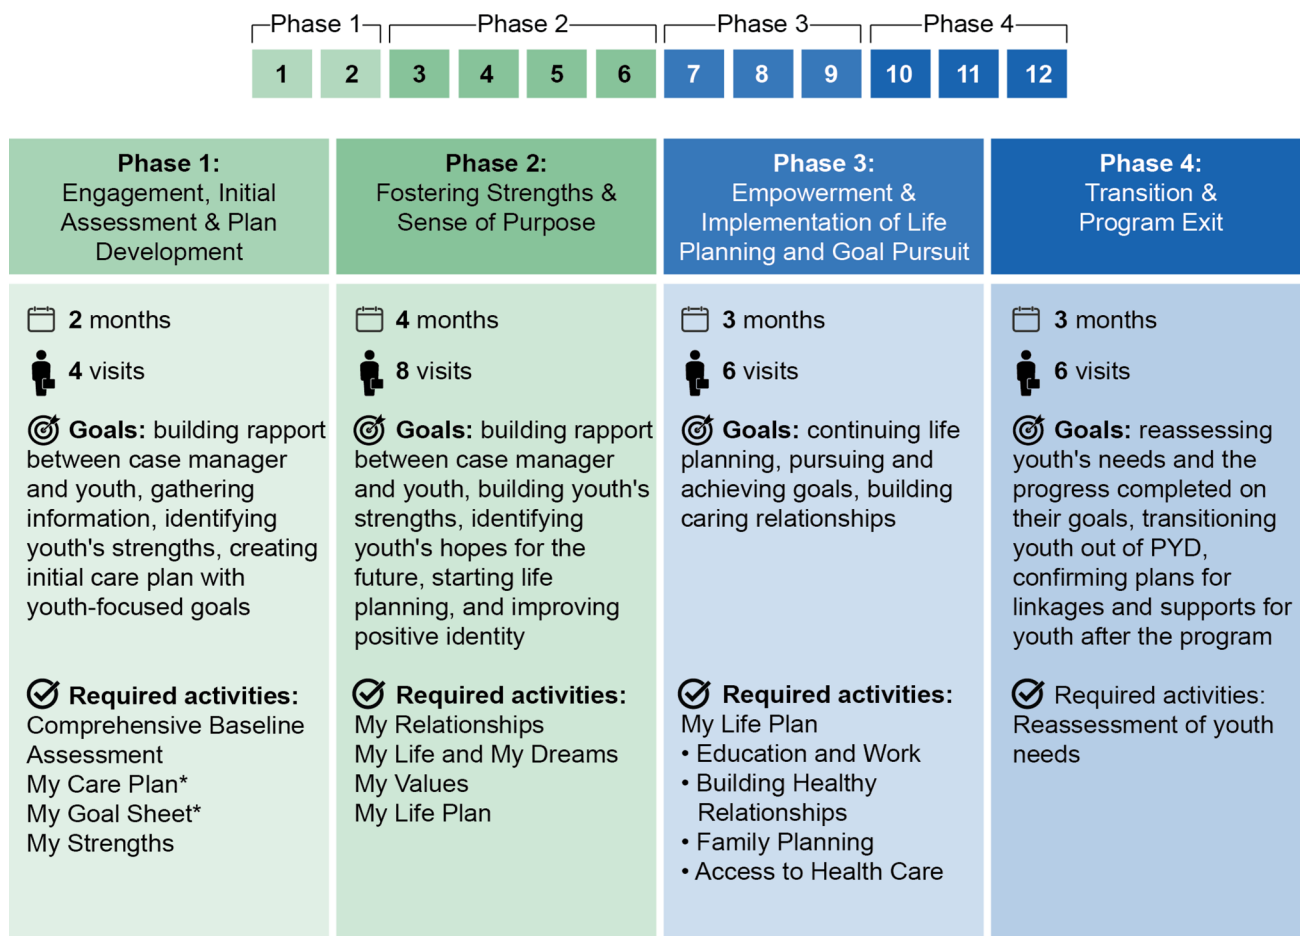 Phase 1
Phase 2
Phase 3
Phase 4
1 2 3 4 5 6 7 8 9 10 11 12
Phase 1:
Engagement, Initial
Assessment & Plan
Development
2 months
4 visits
Goals: building rapport
between case manager
and youth, gathering
information, identifying
youth's strengths, creating
initial care plan with
youth-focused goals
Required activities:
Comprehensive Baseline
Assessment
My Care Plan*
My Goal Sheet*
My Strengths
Phase 2:
Fostering Strengths &
Sense of Purpose
4 months
8 visits
Goals: building rapport
between case manager
and youth, building youth's
strengths, identifying
youth's hopes for the
future, starting life
planning, and improving
positive identity
Required activities:
My Relationships
My Life and My Dreams
My Values
My Life Plan
Phase 3:
Empowerment &
Implementation of Life
Planning and Goal Pursuit
3 months
6 visits
Goals: continuing life
planning, pursuing and
achieving goals, building
caring relationships
Required activities:
My Life Plan
• Education and Work
• Building Healthy
Relationships
• Family Planning
• Access to Health Care
Phase 4:
Transition &
Program Exit
3 months
6 visits
Goals: reassessing
youth's needs and the
progress completed on
their goals, transitioning
youth out of PYD,
confirming plans for
linkages and supports for
youth after the program
Required activities:
Reassessment of youth
needs